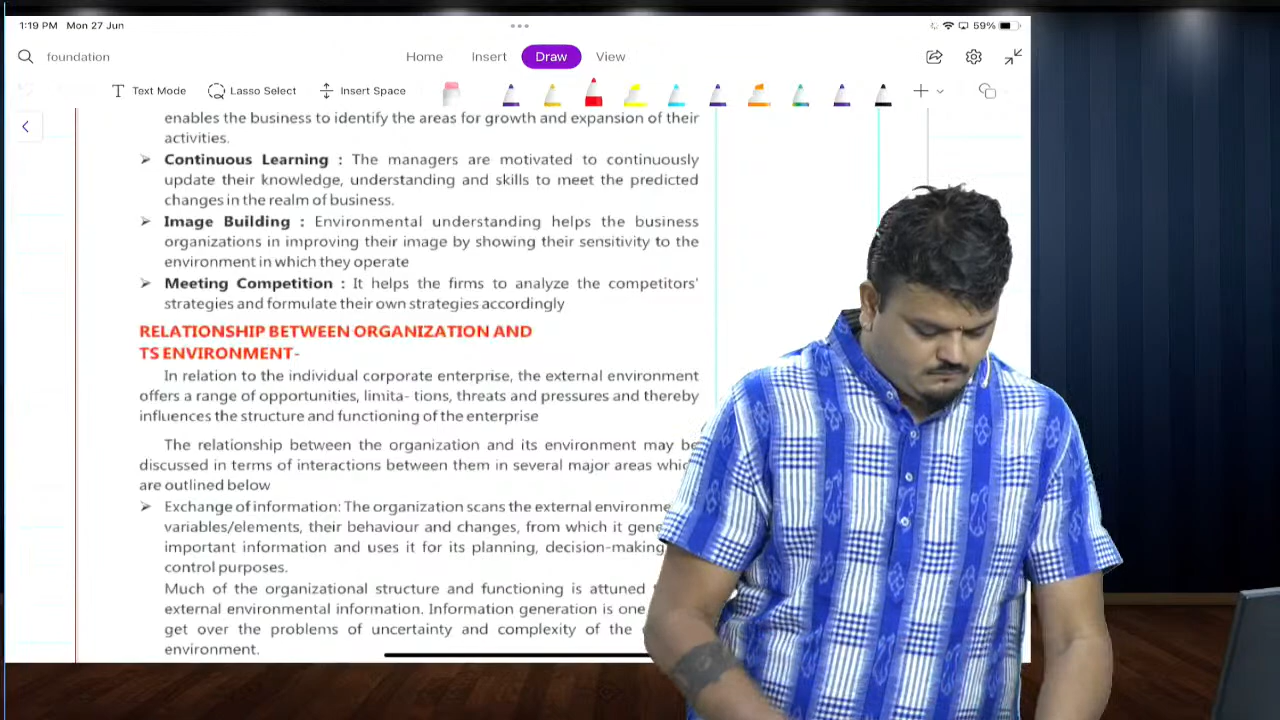 1:19 PM Mon 27 Jun
59%
foundation
Home Insert Draw View
Text Mode Lasso Select Insert Space
enables the business to identify the areas for growth and expansion of their
activities.
Continuous Learning : The managers are motivated to continuously
update their knowledge, understanding and skills to meet the predicted
changes in the realm of business.
Image Building : Environmental understanding helps the business
organizations in improving their image by showing their sensitivity to the
environment in which they operate
Meeting Competition : It helps the firms to analyze the competitors'
strategies and formulate their own strategies accordingly
RELATIONSHIP BETWEEN ORGANIZATION AND
TS ENVIRONMENT-
In relation to the individual corporate enterprise, the external environment
offers a range of opportunities, limita- tions, threats and pressures and thereby
influences the structure and functioning of the enterprise
The relationship between the organization and its environment may be
discussed in terms of interactions between them in several major areas which
are outlined below
Exchange of information: The organization scans the external
variables/elements, their behaviour and changes, from which it
important information and uses it for its planning, decision-making
control purposes.
Much of the organizational structure and functioning is attuned
external environmental information. Information generation is one
get over the problems of uncertainty and complexity of the
environment.